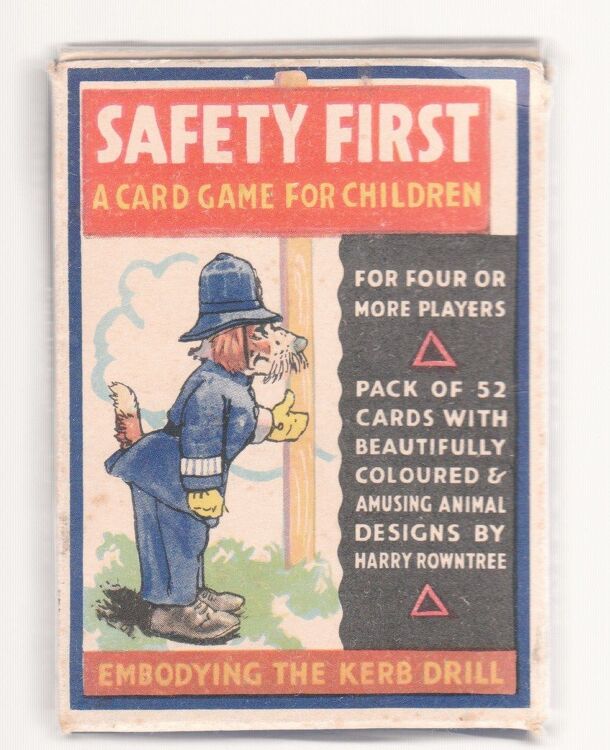 SAFETY FIRST
A CARD GAME FOR CHILDREN
FOR FOUR OR
MORE PLAYERS
PACK OF 52
CARDS WITH
BEAUTIFULLY
COLOURED &
AMUSING ANIMAL
DESIGNS BY
HARRY ROWNTREE
EMBODYING THE KERB DRILL